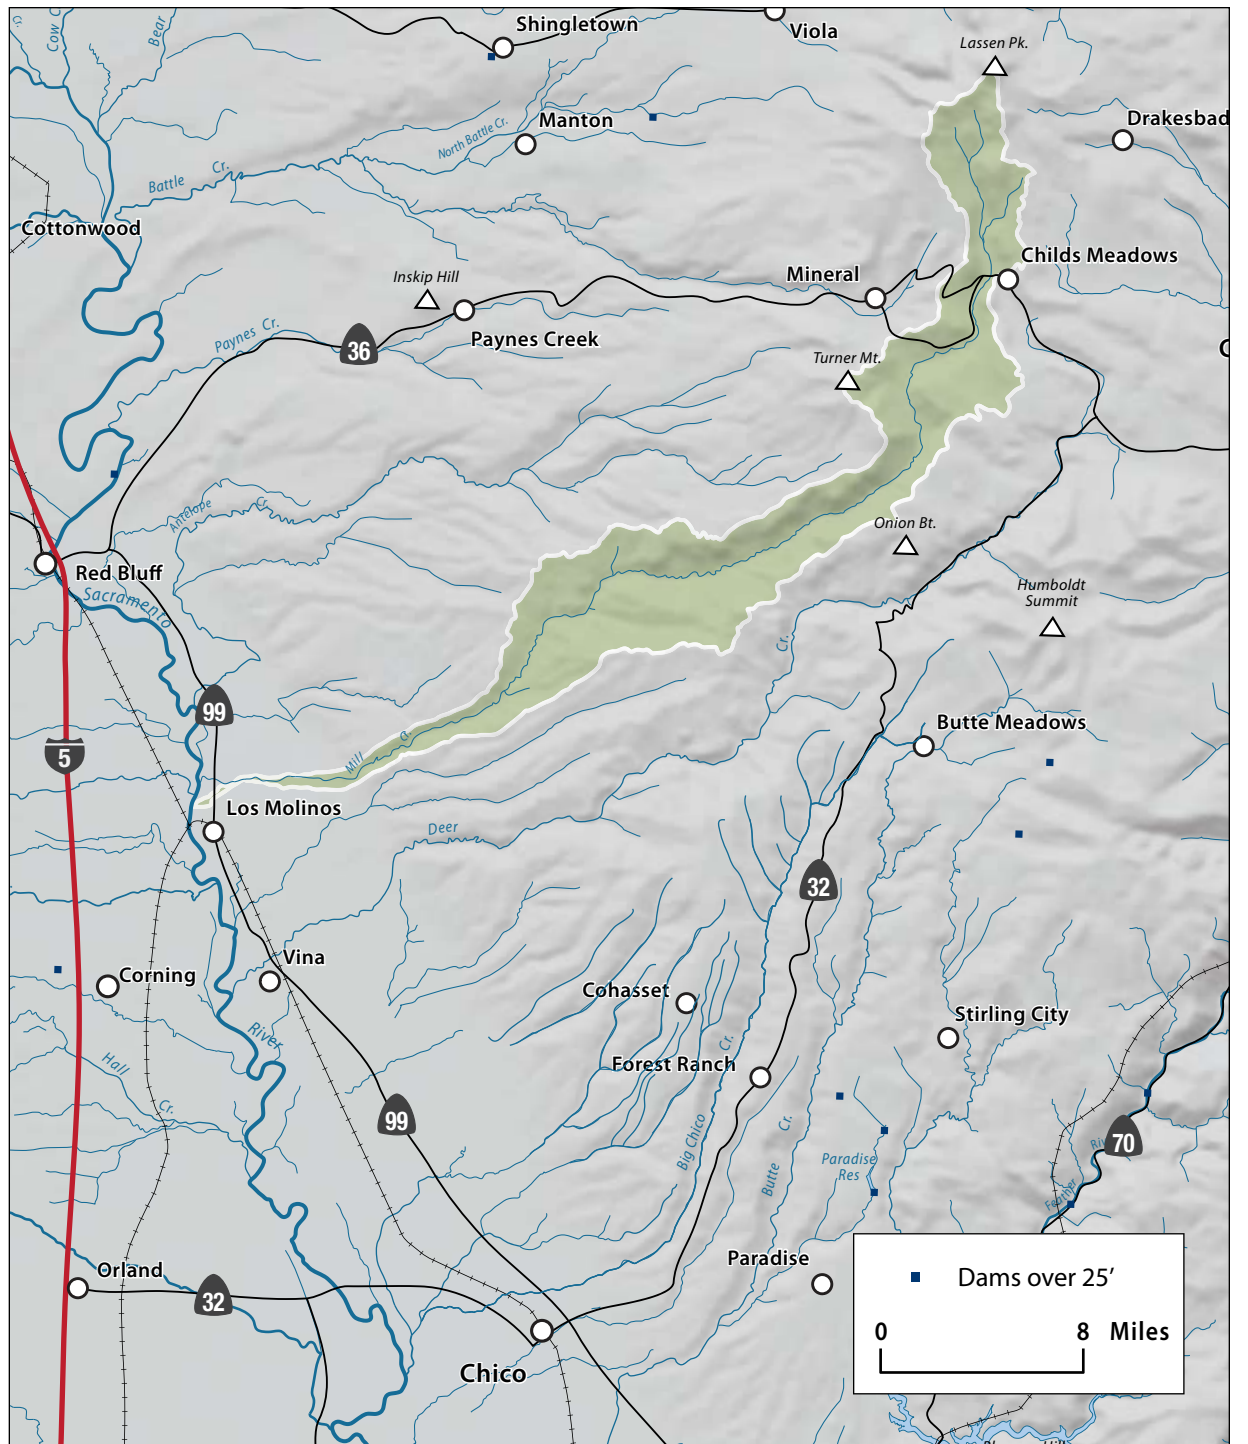 Shingletown
Viola
Lassen Pk.
Cow C
Cr.
Bear
Manton
North Battle Cr.
Drakesbad
Battle Cr.
Cottonwood
Childs Meadows
Mineral
Inskip Hill
Paynes Creek
Paynes Cr.
36
Turner Mt.
C
Antelope Cr.
Onion Bt.
Red Bluff
Sacramento
Humboldt
Summit
Cr.
99
5
Butte Meadows
Mill Cr.
Los Molinos
Deer
32
Vina
Corning
Cohasset
Stirling City
River
Forest Ranch
Cr.
Hall
Cr.
99
Big Chico
Butte Cr.
Paradise
Res
70
Riv
Feather
Orland
32
Paradise
Chico
Dams over 25'
0 8 Miles